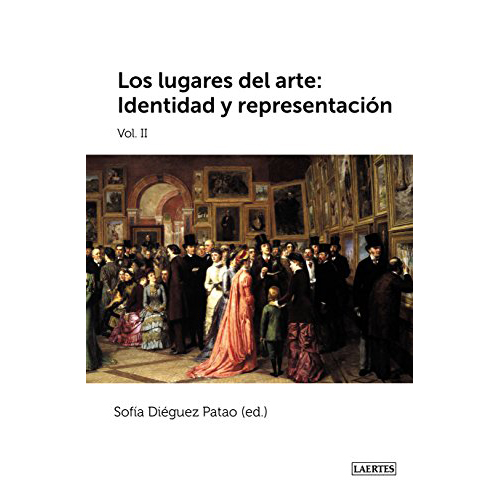 Los lugares del arte:
Identidad y representación
Vol. II
Sofía Diéguez Patao (ed.)
LAERTES